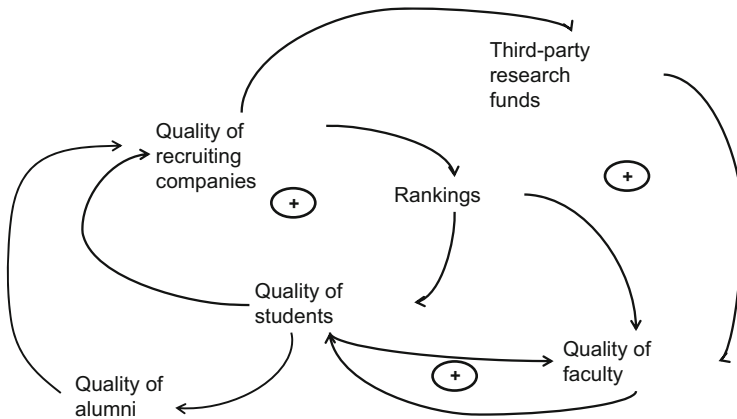 Third-party
research
funds
Quality of
recruiting
companies
+
+
Rankings
Quality of
students
Quality of
faculty
+
Quality of
alumni